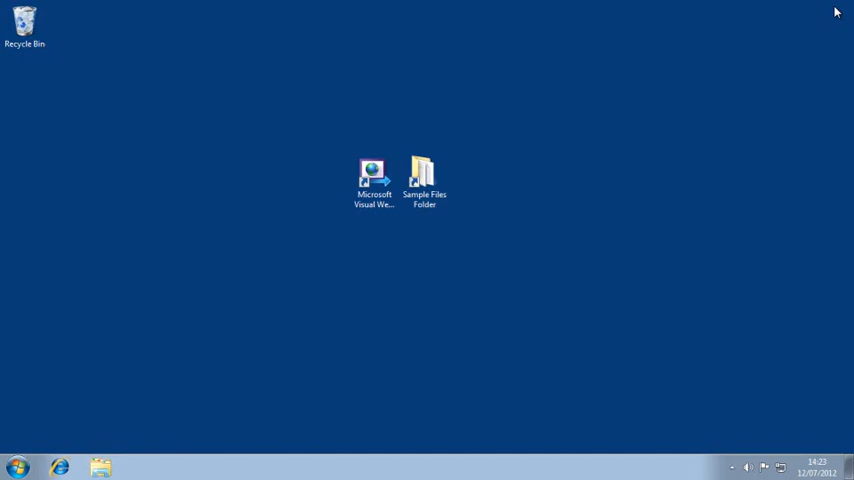 Recycle Bin
Microsoft
Visual We...
Sample Files
Folder
14:23
12/07/2012